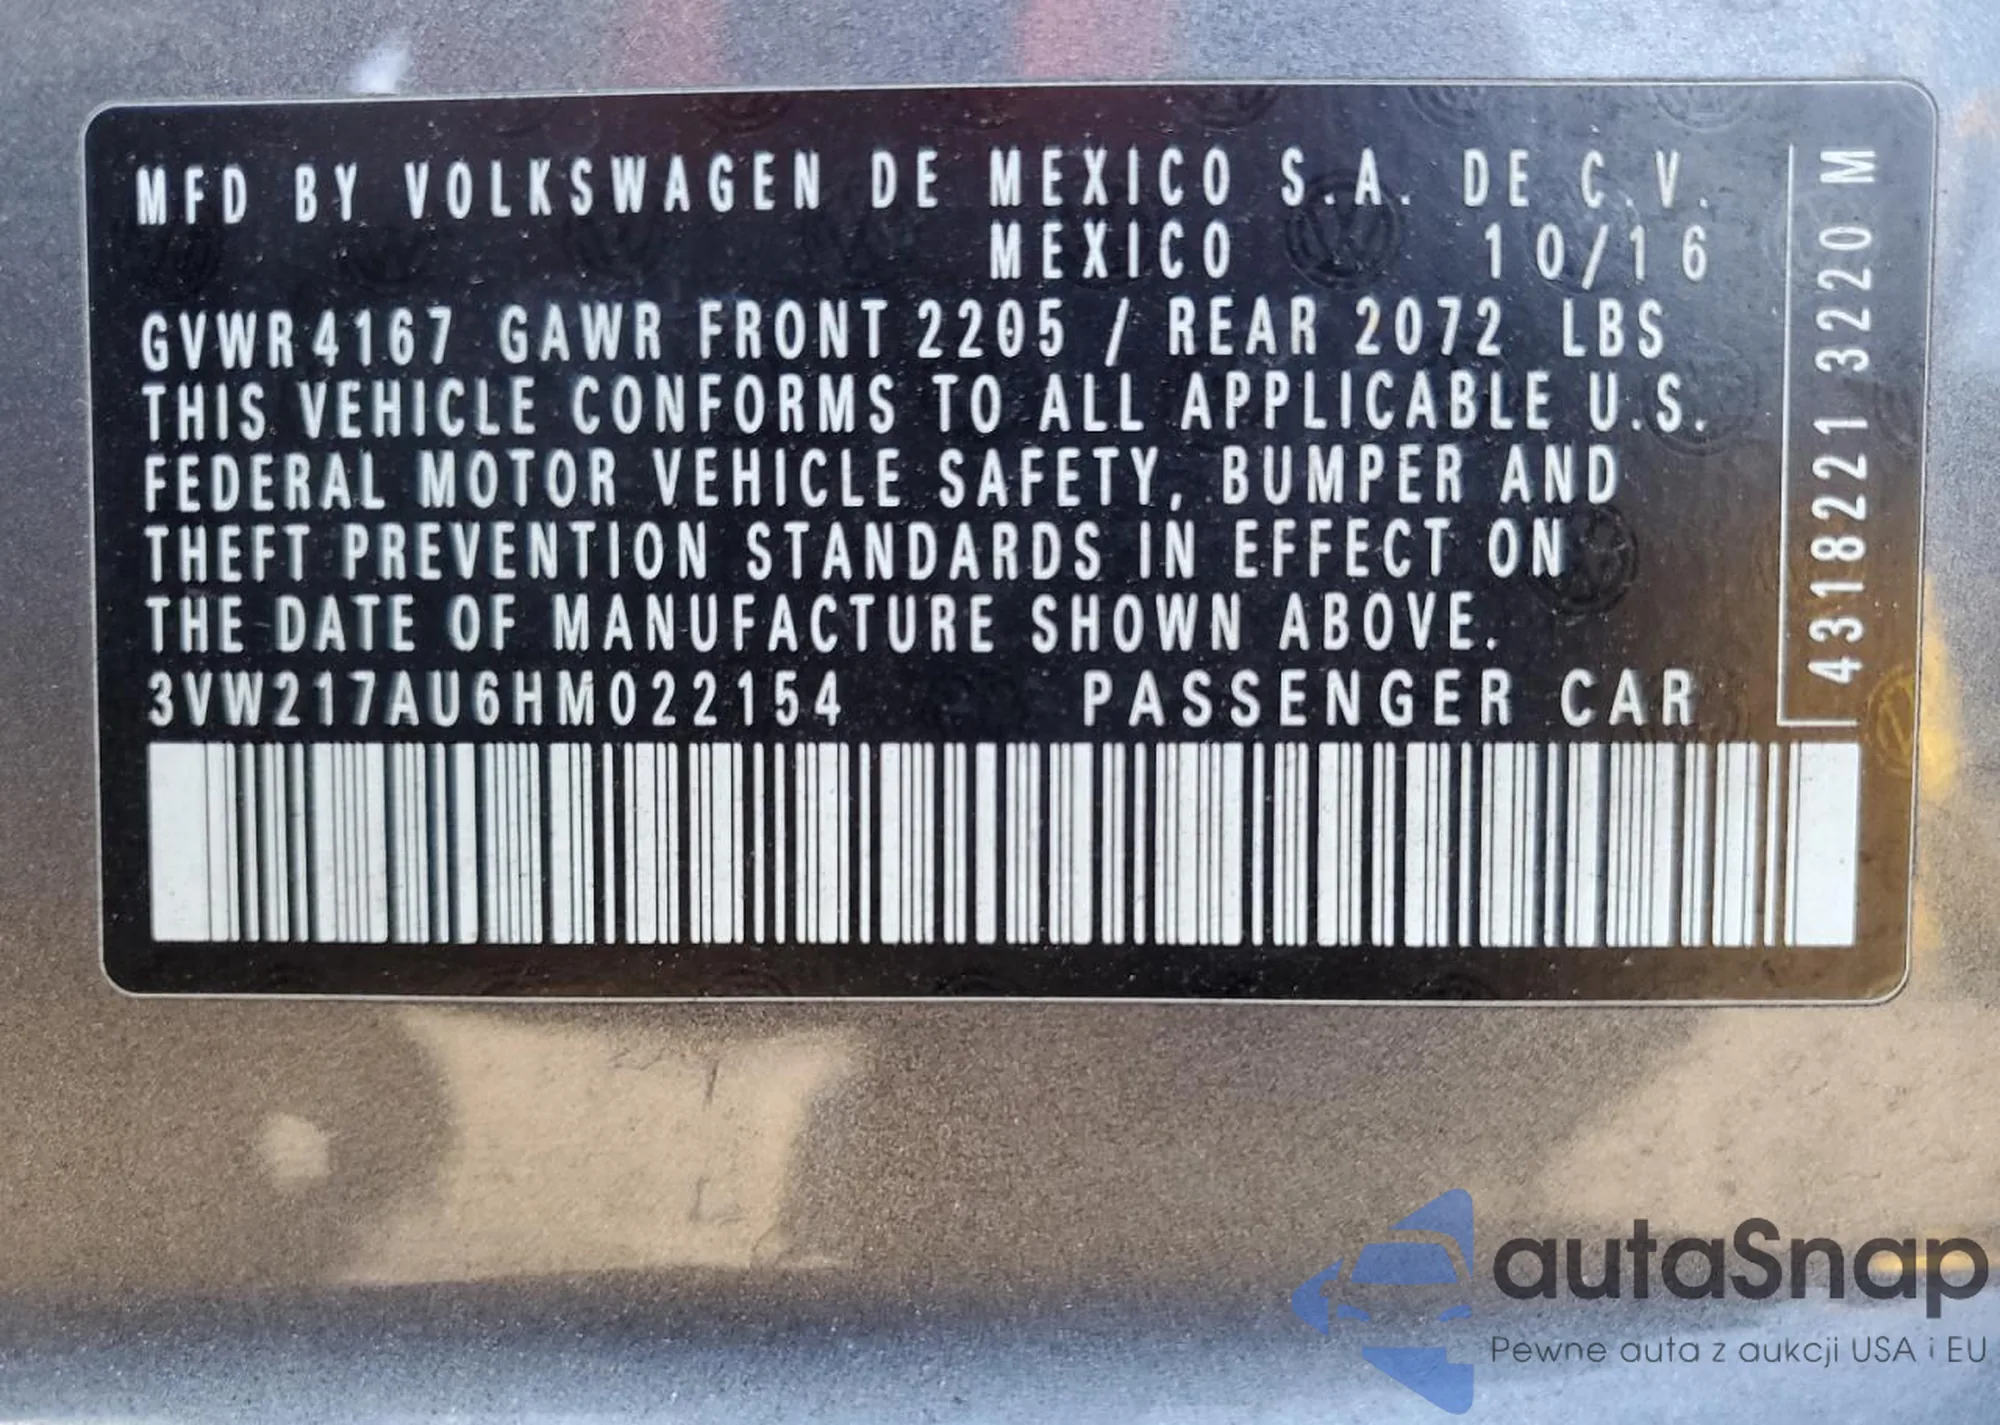 MFD BY VOLKSWAGEN DE MEXICO S.A. DE C.V.
MEXICO 10/16
GVWR 4167 GAWR FRONT 2205 / REAR 2072 LBS
THIS VEHICLE CONFORMS TO ALL APPLICABLE U.S.
FEDERAL MOTOR VEHICLE SAFETY, BUMPER AND
THEFT PREVENTION STANDARDS IN EFFECT ON
THE DATE OF MANUFACTURE SHOWN ABOVE.
3VW217AU6HM022154 PASSENGER CAR
4318221 3220 M
autaSnap
Pewne auta z aukcji USA i EU